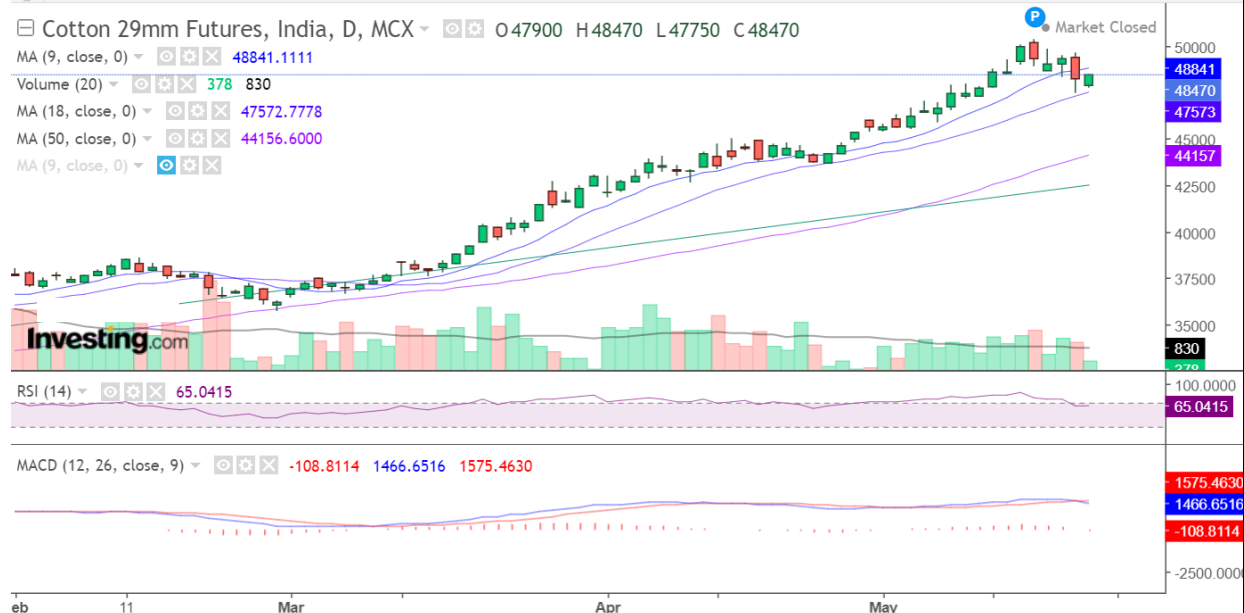 Cotton 29mm Futures, India, D, MCX O47900 H48470 L47750 C48470
P
Market Closed
MA (9, close, 0) 48841.1111
Volume (20) 378 830
MA (18, close, 0) 47572.7778
MA (50, close, 0) 44156.6000
MA (9, close, 0)
50000
48841
48470
47573
45000
44157
42500
40000
37500
35000
830
378
Investing.com
RSI (14) 65.0415
100.0000
65.0415
MACD (12, 26, close, 9) -108.8114 1466.6516 1575.4630
1575.4630
1466.6516
-108.8114
-2500.0000
eb 11 Mar Apr May